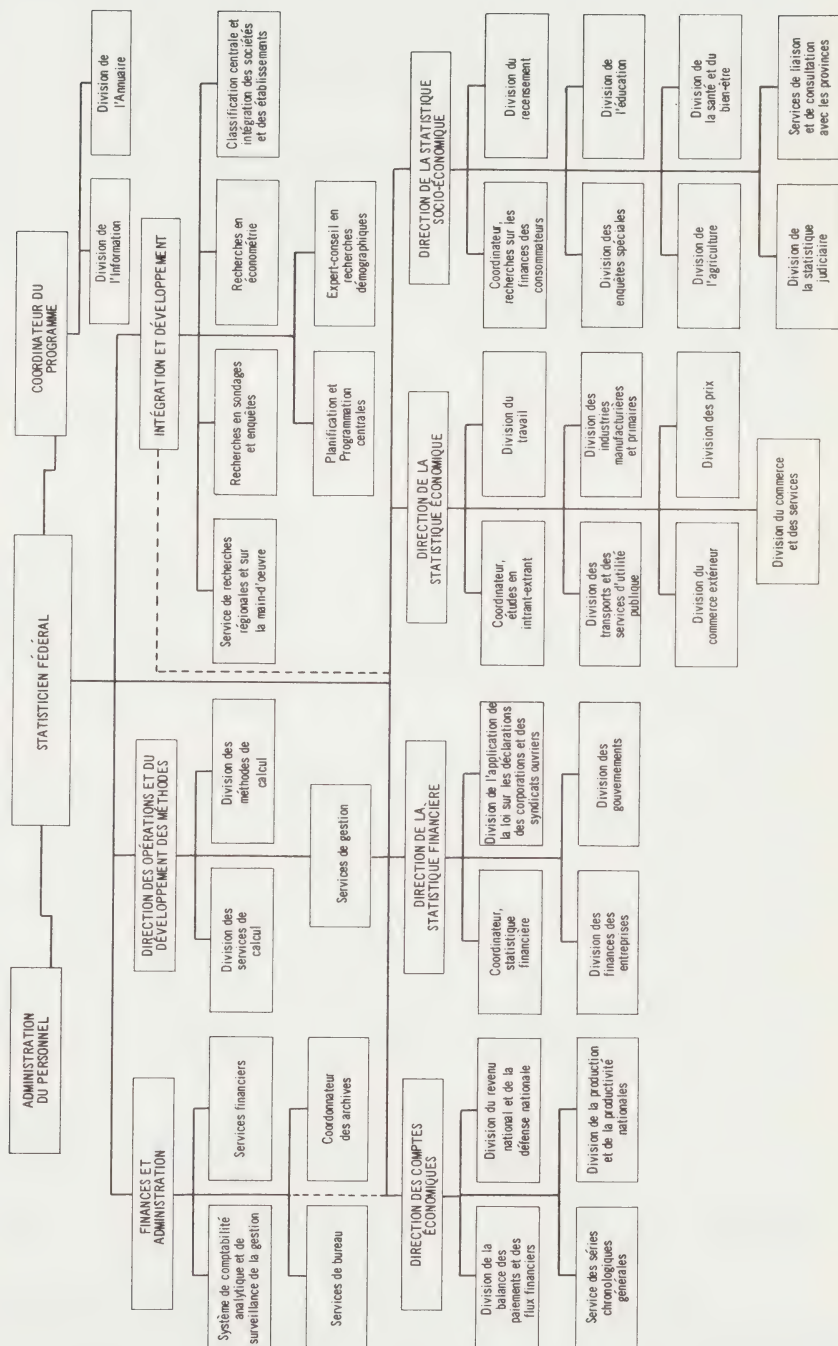 ADMINISTRATION
DU PERSONNEL
STATISTICIEN FÉDÉRAL
COORDINATEUR DU
PROGRAMME
Division de
l'Information
Division de
l'Annuaire
FINANCES ET
ADMINISTRATION
DIRECTION DES OPÉRATIONS ET DU
DÉVELOPPEMENT DES MÉTHODES
INTÉGRATION ET DÉVELOPPEMENT
Système de comptabilité
analytique et de
surveillance de la gestion
Services financiers
Services de bureau
Coordonnateur
des archives
Division des
services de
calcul
Division des
méthodes de
calcul
Services de gestion
Service de recherches
régionales et sur
la main-d'oeuvre
Recherches en sondages
et enquêtes
Recherches en
économétrie
Classification centrale et
intégration des sociétés
et des établissements
Planification et
Programmation
centrales
Expert-conseil en
recherches
démographiques
DIRECTION DES COMPTES
ÉCONOMIQUES
Division de la
balance des
paiements et des
flux financiers
Division du revenu
national et de la
défense nationale
Service des séries
chronologiques
générales
Division de la production
et de la productivité
nationales
DIRECTION DE LA
STATISTIQUE FINANCIÈRE
Coordinateur,
statistique
financière
Division de l'application de
la loi sur les déclarations
des corporations et des
syndicats ouvriers
Division des
finances des
entreprises
Division des
gouvernements
DIRECTION DE LA
STATISTIQUE ÉCONOMIQUE
Coordinateur,
études en
intrant-extrant
Division du
travail
Division des
transports et des
services d'utilité
publique
Division des
industries
manufacturières
et primaires
Division du
commerce extérieur
Division des prix
Division du commerce
et des services
DIRECTION DE LA STATISTIQUE
SOCIO-ÉCONOMIQUE
Coordinateur,
recherches sur les
finances des
consommateurs
Division du
recensement
Division des
enquêtes spéciales
Division de
l'éducation
Division de
l'agriculture
Division de
la santé et du
bien-être
Division de
la statistique
judiciaire
Services de liaison
et de consultation
avec les provinces